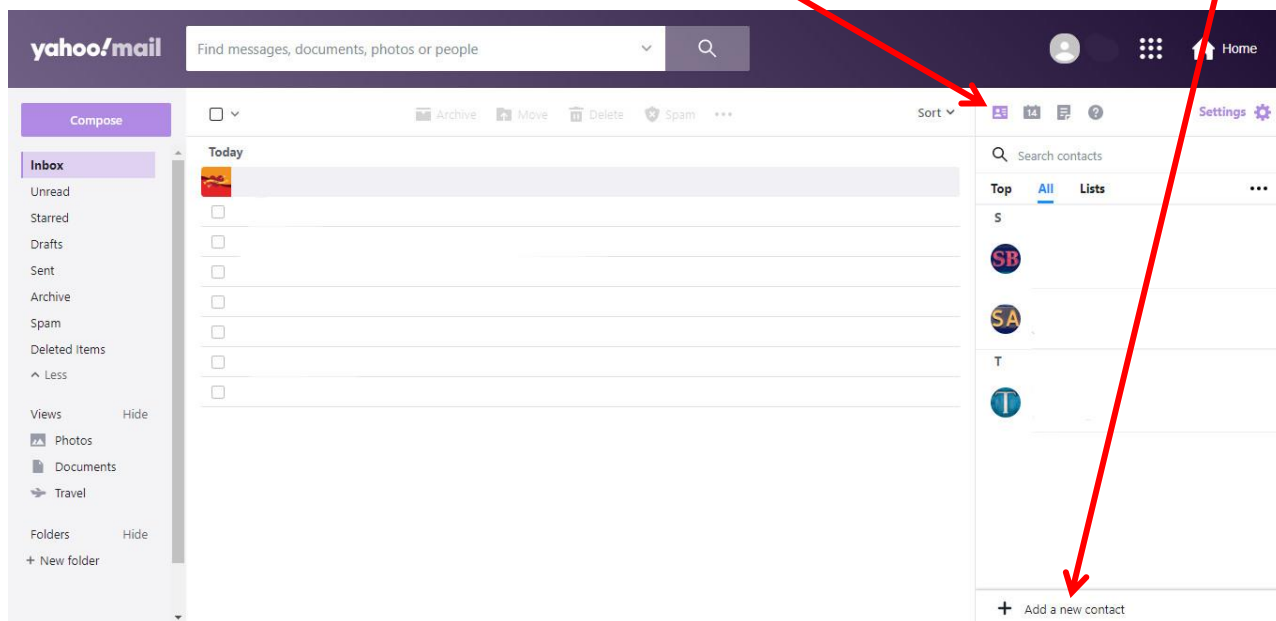 yahoo!mail
Find messages, documents, photos or people
Home
Compose
Archive Move Delete Spam •••
Sort
14
Settings
Inbox
Unread
Starred
Drafts
Sent
Archive
Spam
Deleted Items
Less
Views Hide
Photos
Documents
Travel
Folders Hide
+ New folder
Today
Search contacts
Top All Lists •••
S
SB
SA
T
T
+ Add a new contact